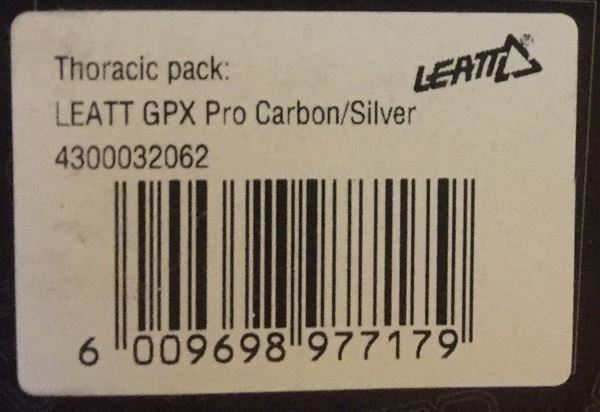 Thoracic pack:
LEATT
LEATT GPX Pro Carbon/Silver
4300032062
6 009698 977179